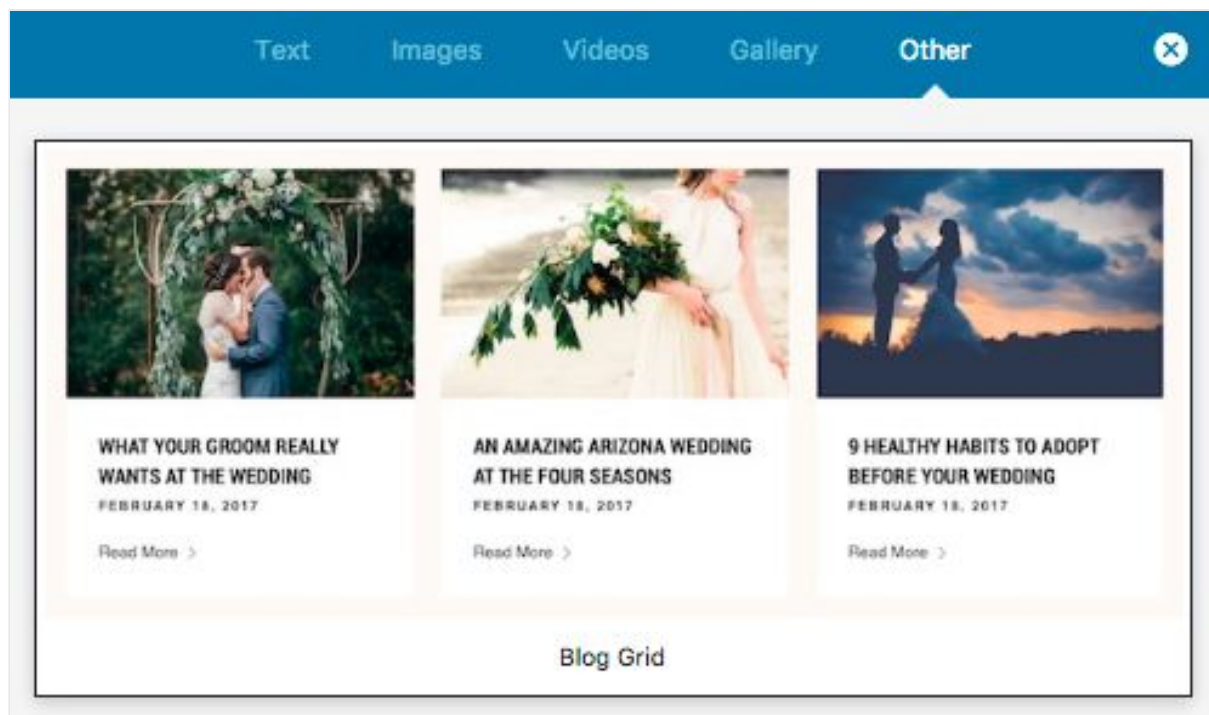 Text Images Videos Gallery Other
WHAT YOUR GROOM REALLY
WANTS AT THE WEDDING
FEBRUARY 18, 2017
Read More >
AN AMAZING ARIZONA WEDDING
AT THE FOUR SEASONS
FEBRUARY 18, 2017
Read More >
9 HEALTHY HABITS TO ADOPT
BEFORE YOUR WEDDING
FEBRUARY 18, 2017
Read More >
Blog Grid